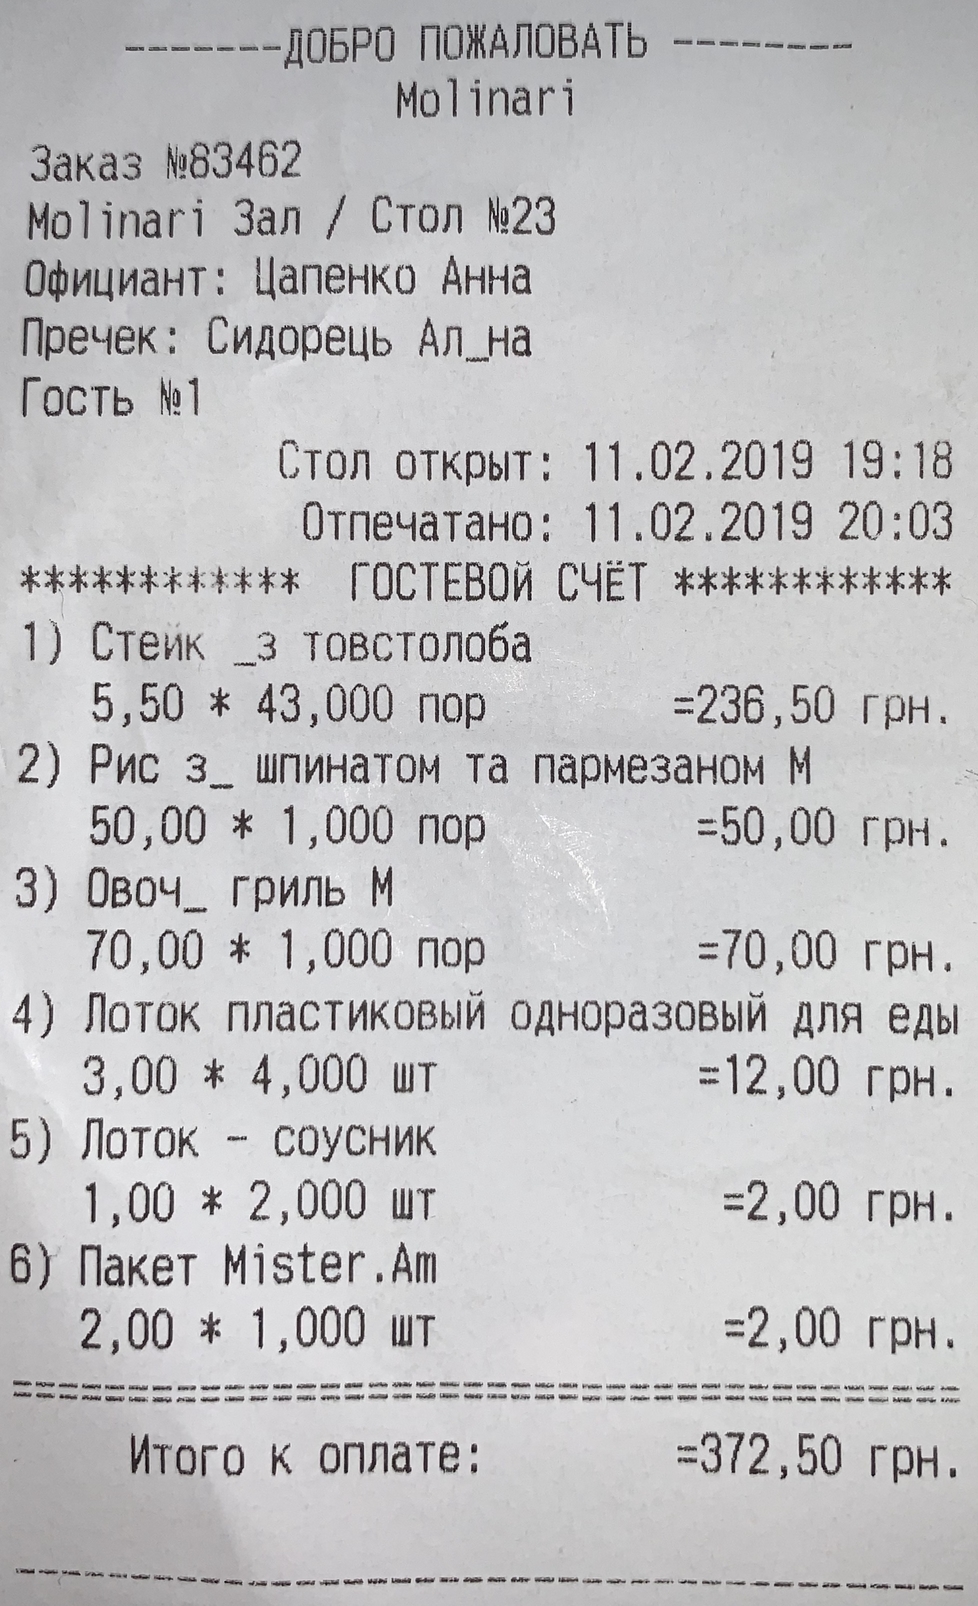 -------ДОБРО ПОЖАЛОВАТЬ --------
Molinari
Заказ №83462
Molinari Зал / Стол №23
Официант: Цапенко Анна
Пречек: Сидорець Ал_на
Гость №1
Стол открыт: 11.02.2019 19:18
Отпечатано: 11.02.2019 20:03
************ ГОСТЕВОЙ СЧЁТ ************
1) Стейк _з товстолоба
5,50 * 43,000 пор =236,50 грн.
2) Рис з_ шпинатом та пармезаном М
50,00 * 1,000 пор =50,00 грн.
3) Овоч_ гриль М
70,00 * 1,000 пор =70,00 грн.
4) Лоток пластиковый одноразовый для еды
3,00 * 4,000 шт =12,00 грн.
5) Лоток - соусник
1,00 * 2,000 шт =2,00 грн.
6) Пакет Mister.Am
2,00 * 1,000 шт =2,00 грн.
Итого к оплате: =372,50 грн.